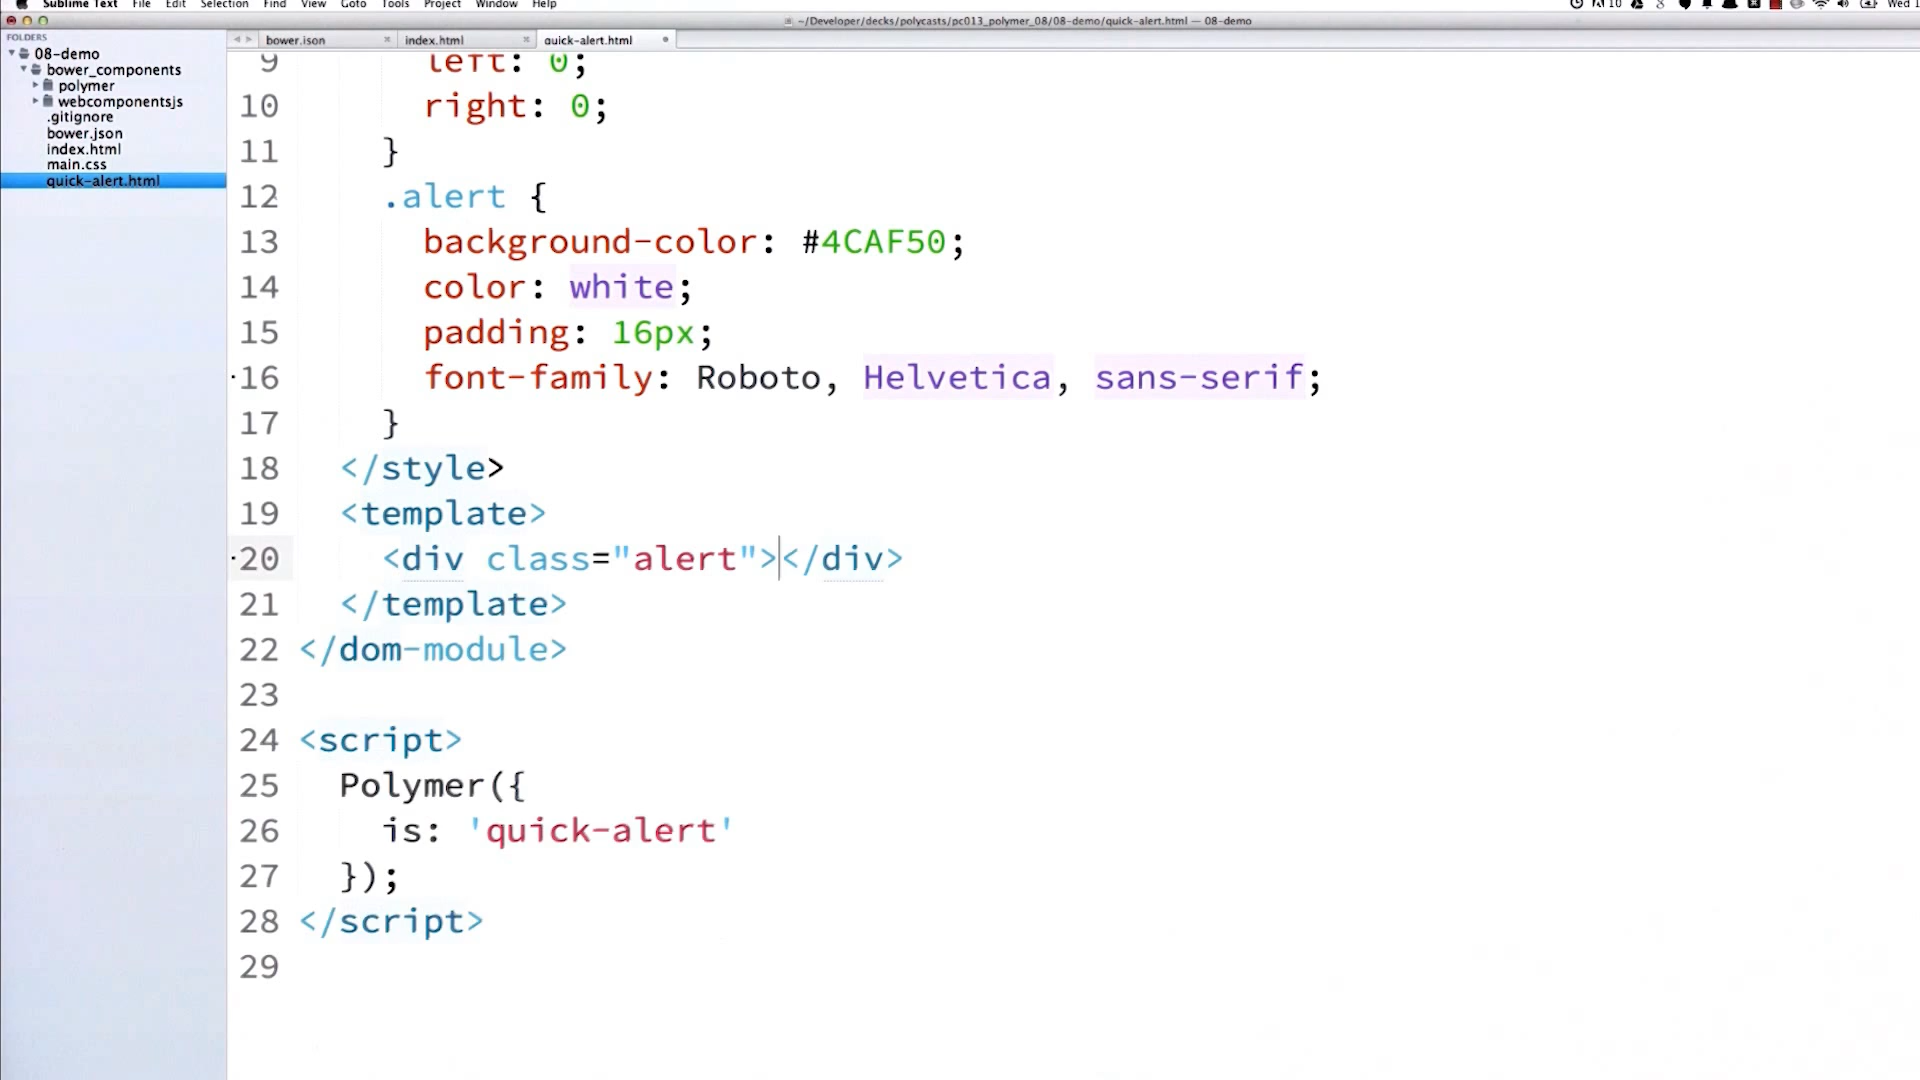 Sublime Text File Edit Selection Find View Goto Tools Project Window Help
10 Wed 1
~/Developer/decks/polycasts/pc013_polymer_08/08-demo/quick-alert.html — 08-demo
FOLDERS
08-demo
bower_components
polymer
webcomponentsjs
.gitignore
bower.json
index.html
main.css
quick-alert.html
bower.json
index.html
quick-alert.html
9 left: 0;
10 right: 0;
11 }
12 .alert {
13 background-color: #4CAF50;
14 color: white;
15 padding: 16px;
16 font-family: Roboto, Helvetica, sans-serif;
17 }
18 </style>
19 <template>
20 <div class="alert"></div>
21 </template>
22 </dom-module>
23
24 <script>
25 Polymer({
26 is: 'quick-alert'
27 });
28 </script>
29